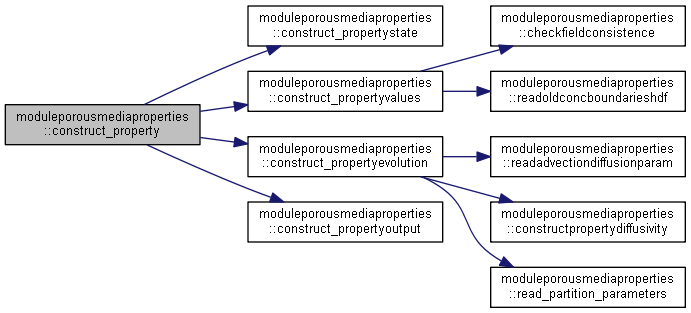 moduleporousmediaproperties
::construct_property
moduleporousmediaproperties
::construct_propertystate
moduleporousmediaproperties
::construct_propertyvalues
moduleporousmediaproperties
::construct_propertyevolution
moduleporousmediaproperties
::construct_propertyoutput
moduleporousmediaproperties
::checkfieldconsistence
moduleporousmediaproperties
::readoldconcboundarieshdf
moduleporousmediaproperties
::readadvectiondiffusionparam
moduleporousmediaproperties
::constructpropertydiffusivity
moduleporousmediaproperties
::read_partition_parameters